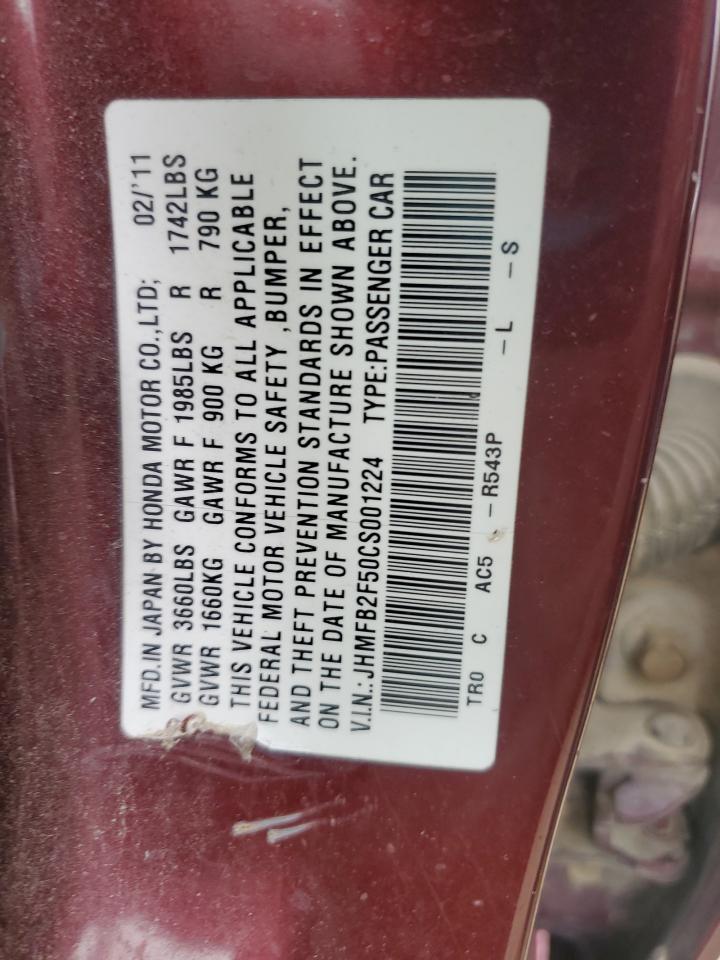 MFD.IN JAPAN BY HONDA MOTOR CO.,LTD; 02/'11
GVWR 3660LBS GAWR F 1985LBS R 1742LBS
GVWR 1660KG GAWR F 900 KG R 790 KG
THIS VEHICLE CONFORMS TO ALL APPLICABLE
FEDERAL MOTOR VEHICLE SAFETY ,BUMPER,
AND THEFT PREVENTION STANDARDS IN EFFECT
ON THE DATE OF MANUFACTURE SHOWN ABOVE.
V.I.N.: JHMFB2F50CS001224 TYPE:PASSENGER CAR
TRO C AC5 -R543P -L -S